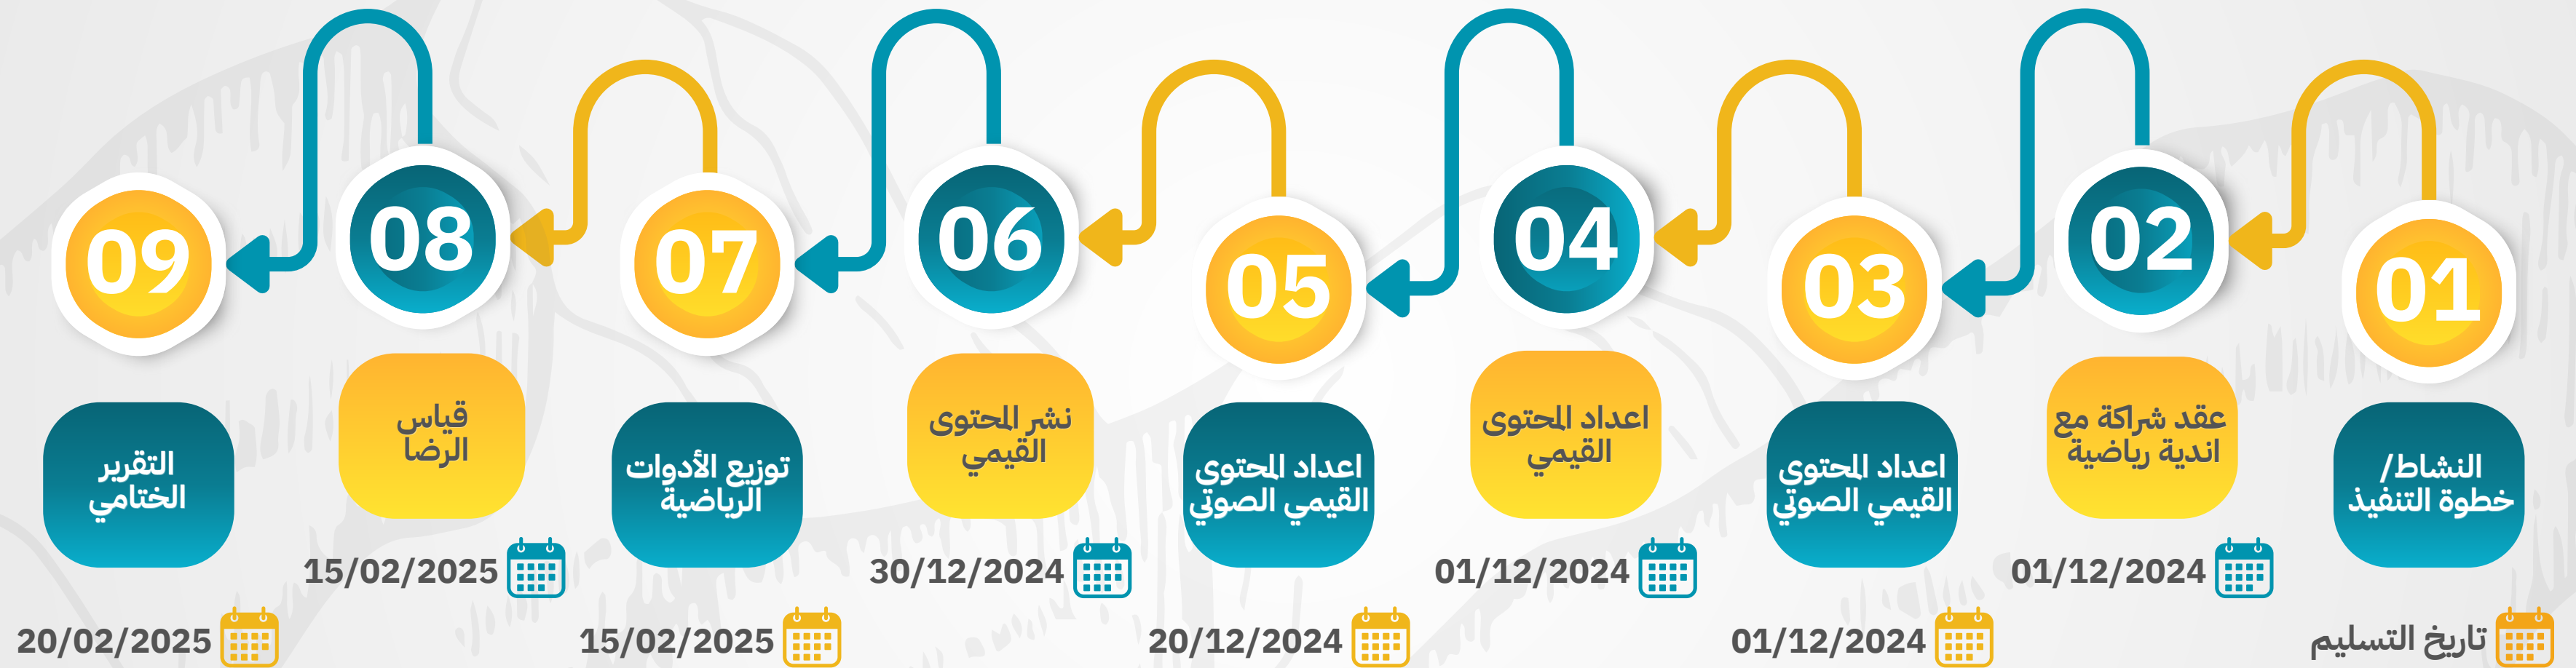 01
النشاط/
خطوة التنفيذ
تاريخ التسليم
02
عقد شراكة مع
اندية رياضية
01/12/2024
03
اعداد المحتوى
القيمي الصوتي
01/12/2024
04
اعداد المحتوى
القيمي
01/12/2024
05
اعداد المحتوى
القيمي الصوتي
20/12/2024
06
نشر المحتوى
القيمي
30/12/2024
07
توزيع الأدوات
الرياضية
15/02/2025
08
قياس
الرضا
15/02/2025
09
التقرير
الختامي
20/02/2025